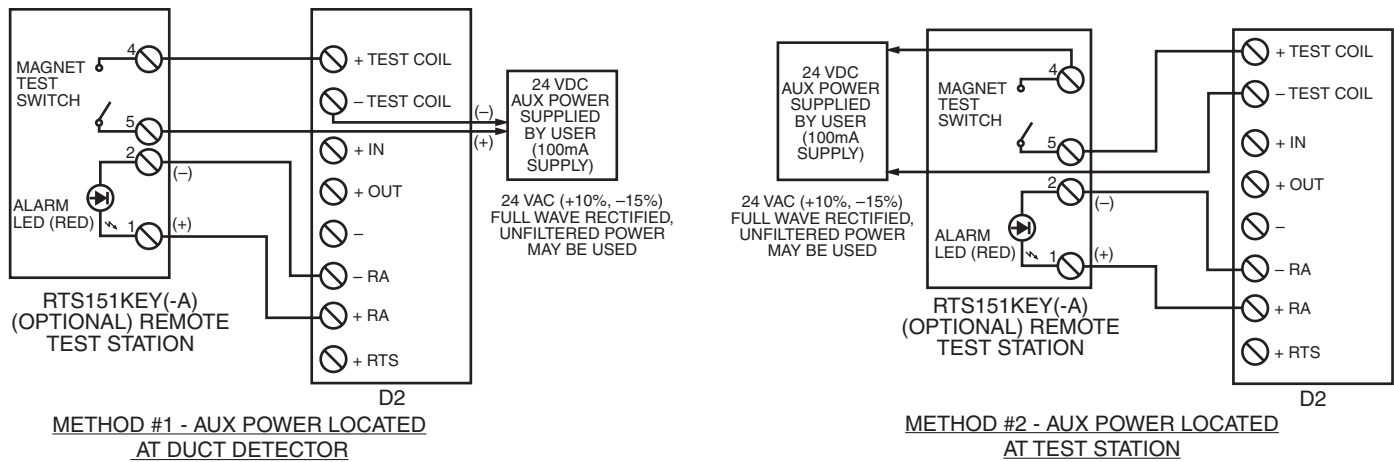 MAGNET
TEST
SWITCH
4
5
2
(–)
ALARM
LED (RED)
1
(+)
RTS151KEY(-A)
(OPTIONAL) REMOTE
TEST STATION
+ TEST COIL
– TEST COIL
+ IN
+ OUT
–
– RA
+ RA
+ RTS
D2
(–)
(+)
24 VDC
AUX POWER
SUPPLIED
BY USER
(100mA
SUPPLY)
24 VAC (+10%, –15%)
FULL WAVE RECTIFIED,
UNFILTERED POWER
MAY BE USED
METHOD #1 - AUX POWER LOCATED
AT DUCT DETECTOR
24 VDC
AUX POWER
SUPPLIED
BY USER
(100mA
SUPPLY)
24 VAC (+10%, –15%)
FULL WAVE RECTIFIED,
UNFILTERED POWER
MAY BE USED
MAGNET
TEST
SWITCH
4
5
2
(–)
ALARM
LED (RED)
1
(+)
RTS151KEY(-A)
(OPTIONAL) REMOTE
TEST STATION
+ TEST COIL
– TEST COIL
+ IN
+ OUT
–
– RA
+ RA
+ RTS
D2
METHOD #2 - AUX POWER LOCATED
AT TEST STATION